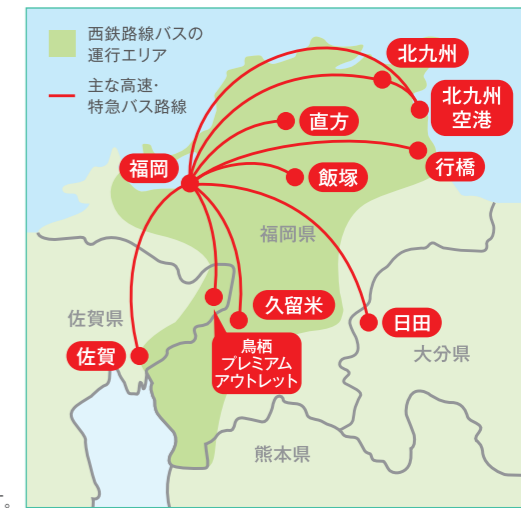 西鉄路線バスの
運行エリア
主な高速・
特急バス路線
北九州
北九州
空港
直方
行橋
福岡
飯塚
福岡県
久留米
佐賀県
日田
鳥栖
プレミアム
アウトレット
佐賀
大分県
熊本県
。